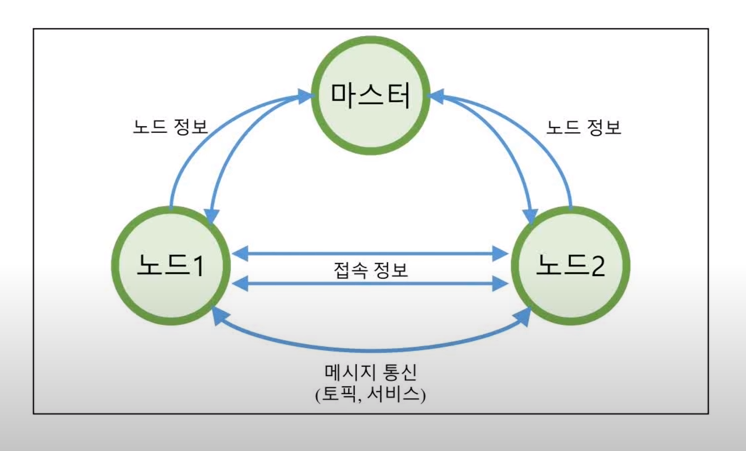 마스터
노드 정보
노드 정보
노드1
노드2
접속 정보
메시지 통신
(토픽, 서비스)